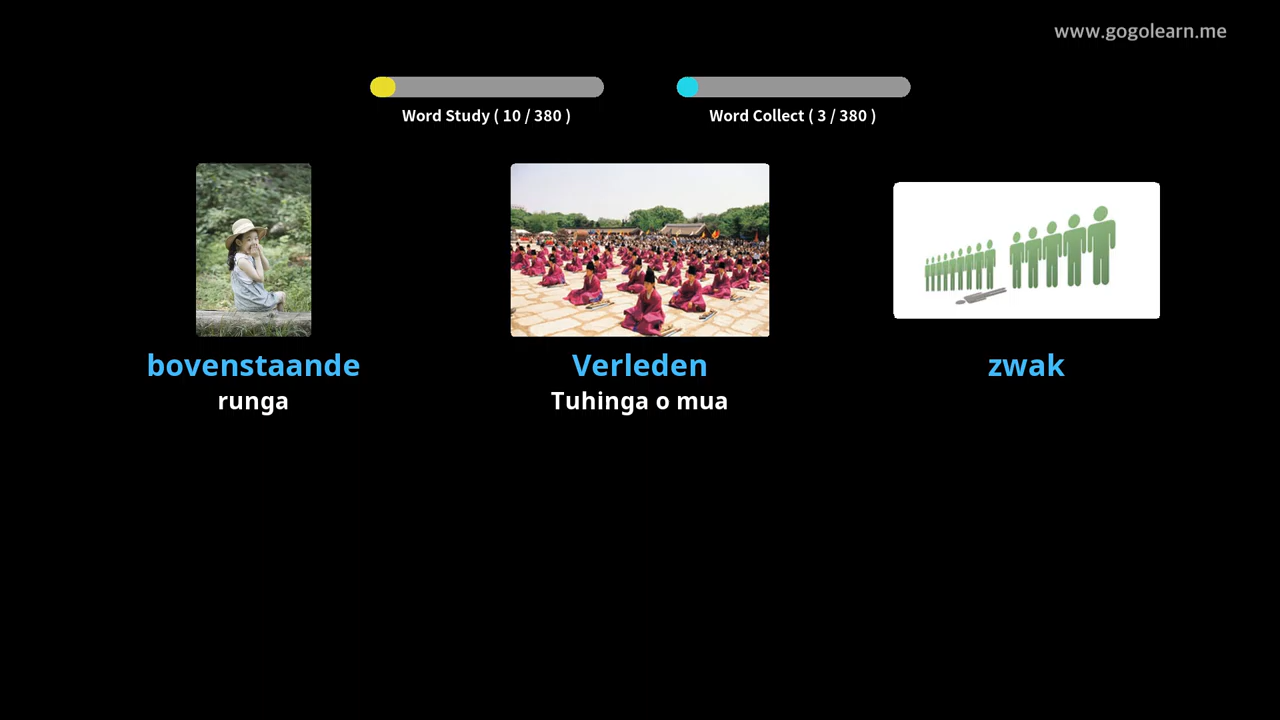 www.gogolearn.me
Word Study ( 10 / 380 )
Word Collect ( 3 / 380 )
bovenstaande
runga
Verleden
Tuhinga o mua
zwak